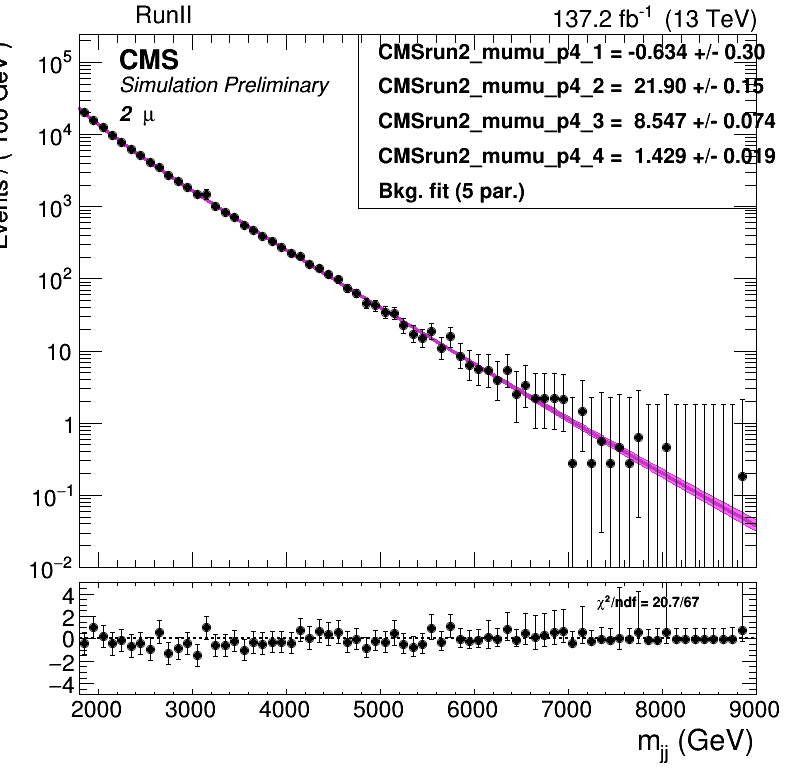 RunII
137.2 fb⁻¹ (13 TeV)
CMS
Simulation Preliminary
2 μ
CMSrun2_mumu_p4_1 = -0.634 +/- 0.30
CMSrun2_mumu_p4_2 = 21.90 +/- 0.15
CMSrun2_mumu_p4_3 = 8.547 +/- 0.074
CMSrun2_mumu_p4_4 = 1.429 +/- 0.019
Bkg. fit (5 par.)
Events / ( 100 GeV )
10⁵
10⁴
10³
10²
10
1
10⁻¹
10⁻²
χ²/ndf = 20.7/67
4
2
0
−2
−4
2000 3000 4000 5000 6000 7000 8000 9000
m_jj (GeV)